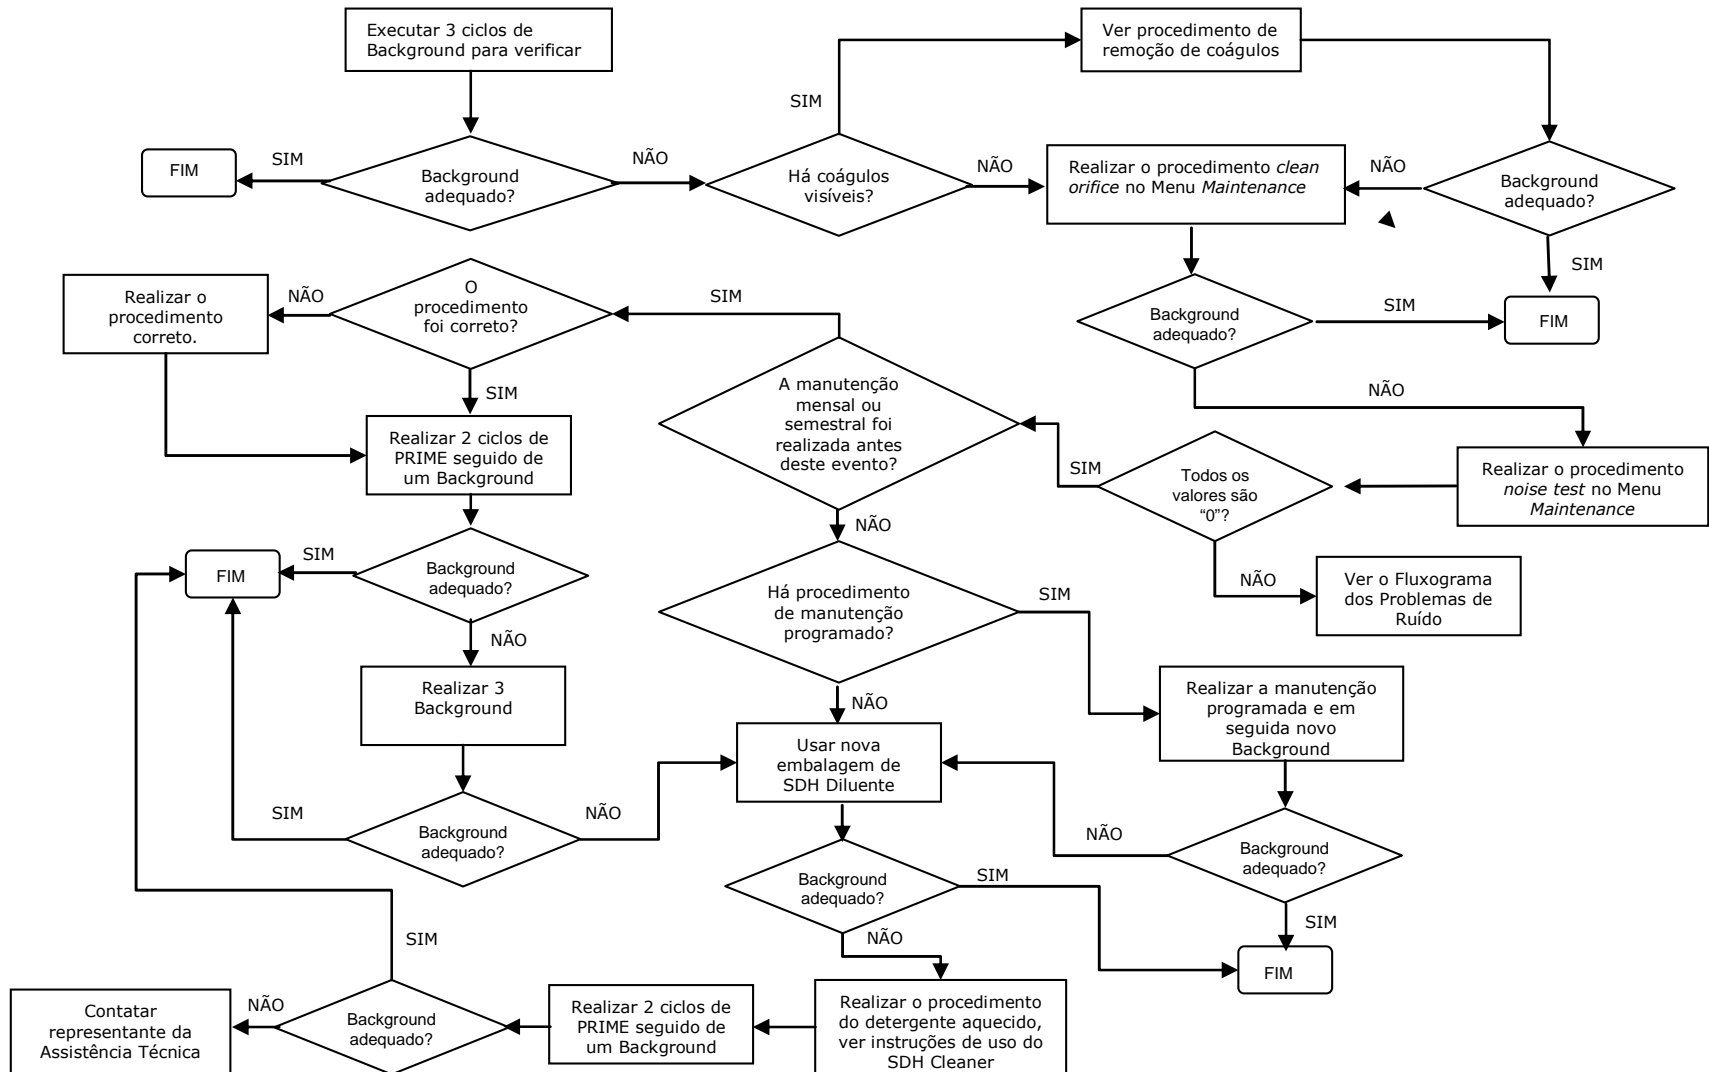 Executar 3 ciclos de
Background para verificar
Ver procedimento de
remoção de coágulos
SIM
FIM
SIM
Background
adequado?
NÃO
Há coágulos
visíveis?
NÃO
Realizar o procedimento clean
orifice no Menu Maintenance
NÃO
Background
adequado?
SIM
Realizar o
procedimento
correto.
NÃO
O
procedimento
foi correto?
SIM
Background
adequado?
SIM
FIM
SIM
NÃO
A manutenção
mensal ou
semestral foi
realizada antes
deste evento?
Realizar 2 ciclos de
PRIME seguido de
um Background
SIM
Todos os
valores são
“0”?
Realizar o procedimento
noise test no Menu
Maintenance
NÃO
FIM
SIM
Background
adequado?
Há procedimento
de manutenção
programado?
SIM
NÃO
Ver o Fluxograma
dos Problemas de
Ruído
NÃO
Realizar 3
Background
NÃO
Realizar a manutenção
programada e em
seguida novo
Background
Usar nova
embalagem de
SDH Diluente
SIM
Background
adequado?
NÃO
NÃO
Background
adequado?
Background
adequado?
SIM
SIM
SIM
NÃO
FIM
Contatar
representante da
Assistência Técnica
NÃO
Background
adequado?
Realizar 2 ciclos de
PRIME seguido de
um Background
Realizar o procedimento
do detergente aquecido,
ver instruções de uso do
SDH Cleaner